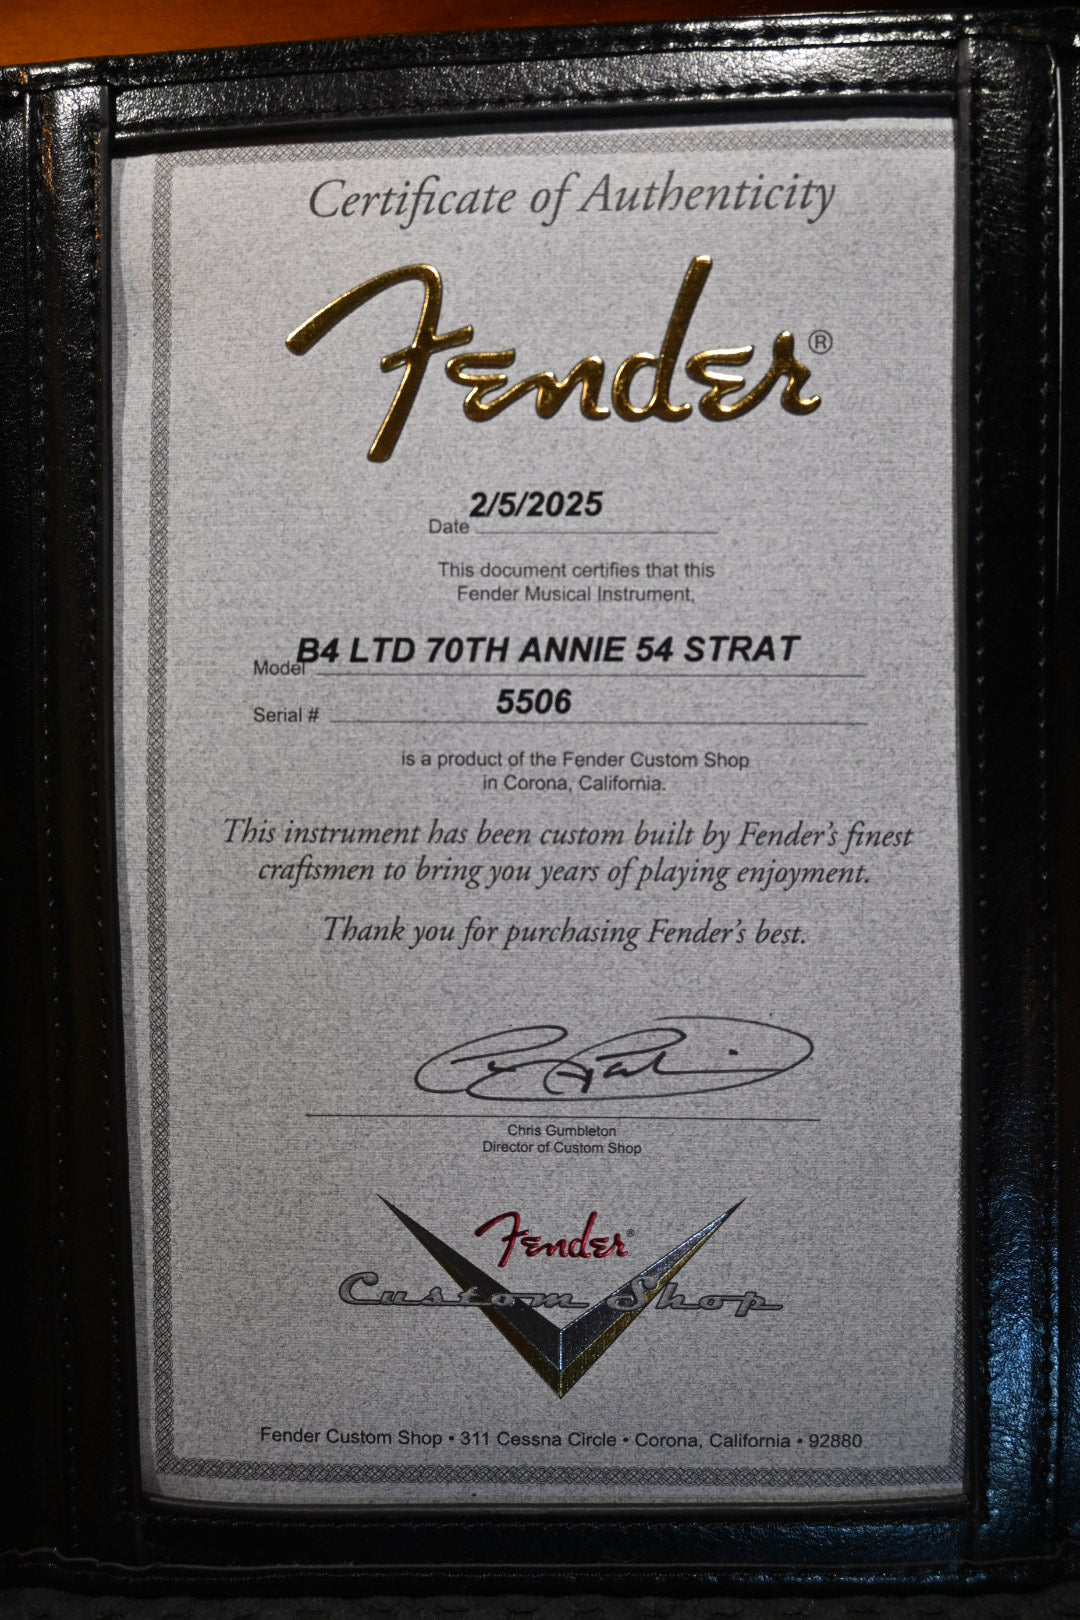 Certificate of Authenticity
Fender®
Date 2/5/2025
This document certifies that this
Fender Musical Instrument,
Model B4 LTD 70TH ANNIE 54 STRAT
Serial # 5506
is a product of the Fender Custom Shop
in Corona, California.
This instrument has been custom built by Fender's finest
craftsmen to bring you years of playing enjoyment.
Thank you for purchasing Fender's best.
Chris Gumbleton
Director of Custom Shop
Fender®
Custom Shop
Fender Custom Shop • 311 Cessna Circle • Corona, California • 92880